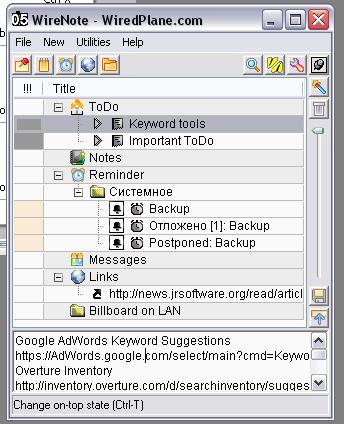 05 WireNote - WiredPlane.com
File New Utilities Help
!!! Title
ToDo
Keyword tools
Important ToDo
Notes
Reminder
Системное
Backup
Отложено [1]: Backup
Postponed: Backup
Messages
Links
http://news.jrsoftware.org/read/articl
Billboard on LAN
Google AdWords Keyword Suggestions
https://AdWords.google.com/select/main?cmd=Keywo
Overture Inventory
http://inventory.overture.com/d/searchinventory/sugges
Change on-top state (Ctrl-T)